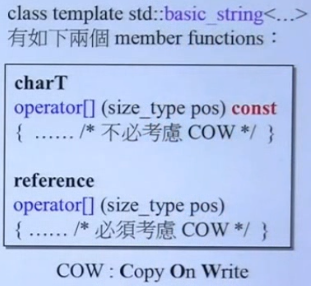 class template std::basic_string<…>
有如下兩個 member functions：
charT
operator[] (size_type pos) const
{ …… /* 不必考慮 COW */ }
reference
operator[] (size_type pos)
{ …… /* 必須考慮 COW */ }
COW : Copy On Write